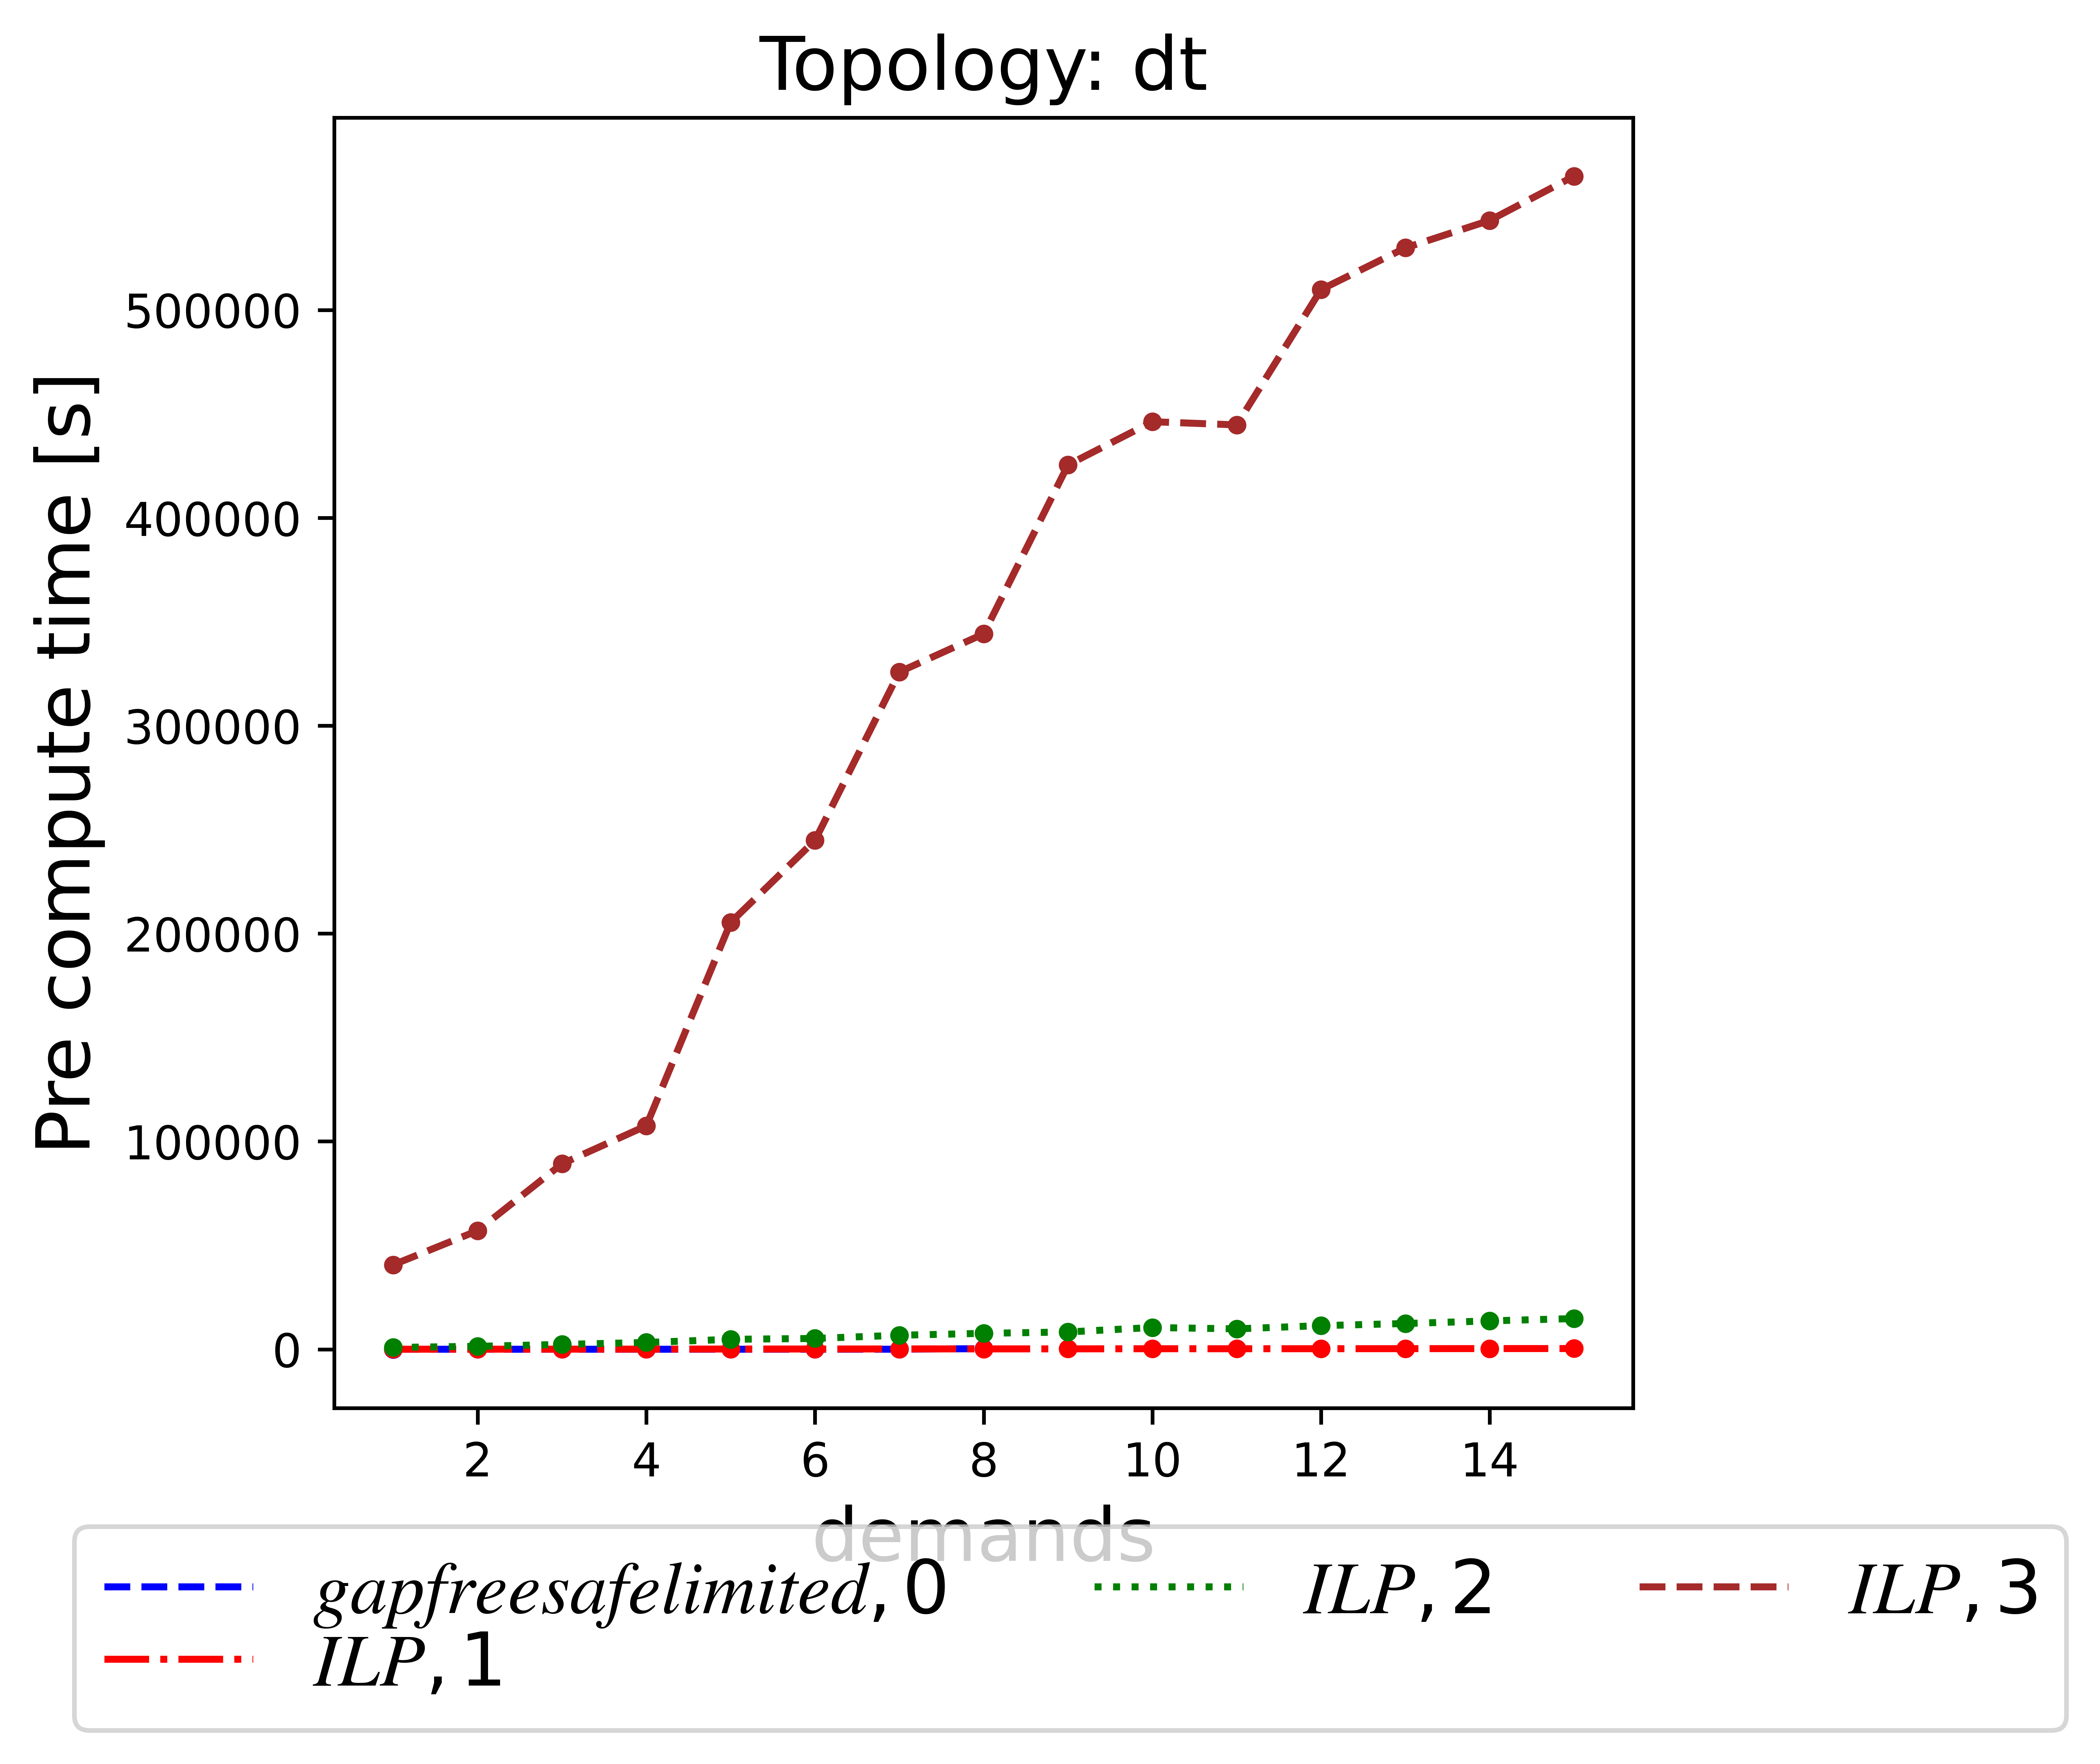 Topology: dt
Pre compute time [s]
500000
400000
300000
200000
100000
0
2 4 6 8 10 12 14
demands
gapfreesafelimited, 0
ILP, 1
ILP, 2
ILP, 3